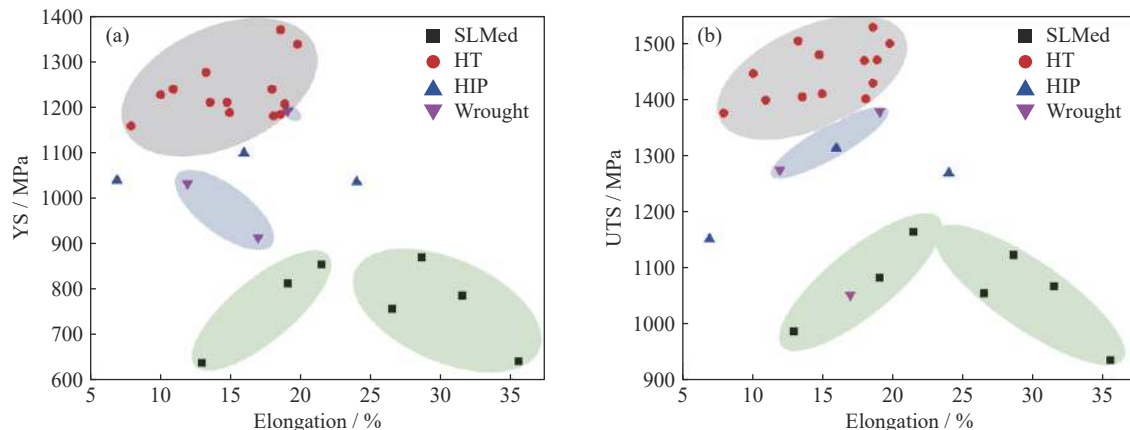 (a)
SLMed
HT
HIP
Wrought
1400
1300
1200
1100
1000
900
800
700
600
YS / MPa
5
10
15
20
25
30
35
Elongation / %
(b)
SLMed
HT
HIP
Wrought
1500
1400
1300
1200
1100
1000
900
UTS / MPa
5
10
15
20
25
30
35
Elongation / %